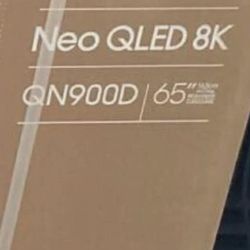 Neo QLED 8K
QN900D 65"